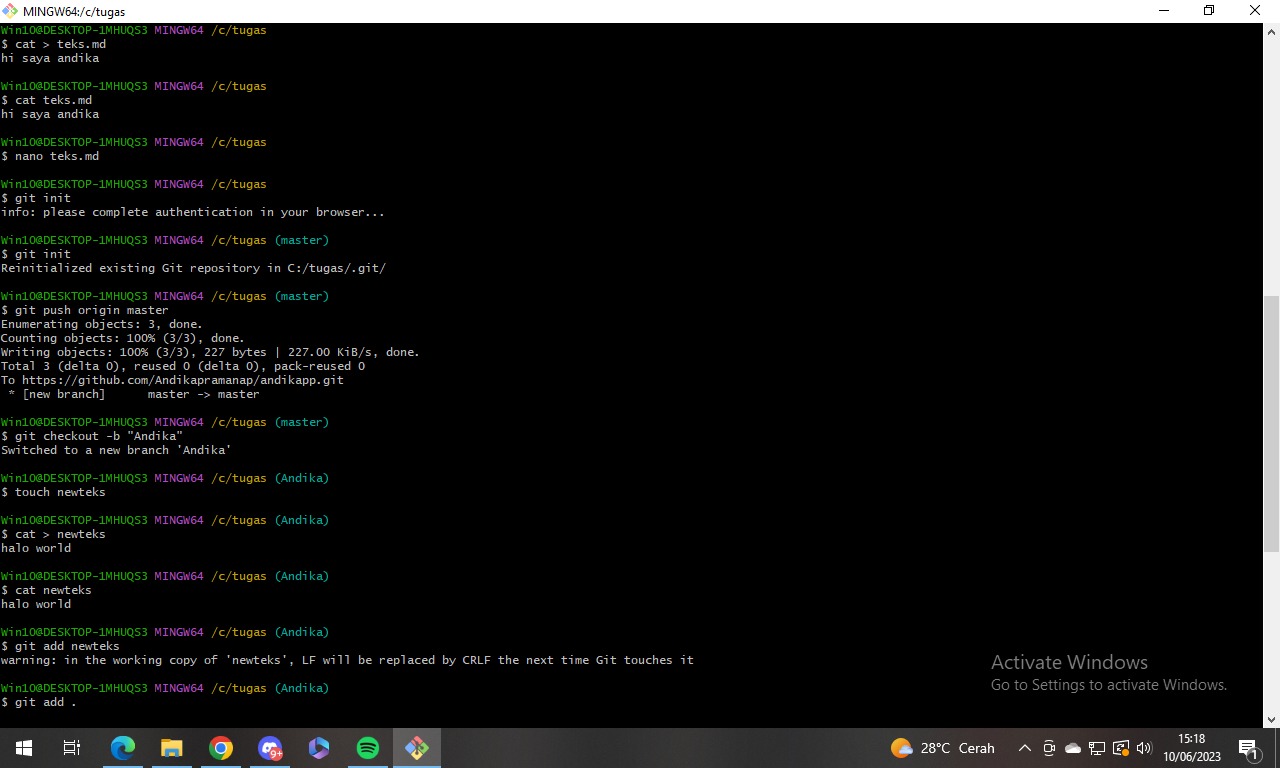 MINGW64:/c/tugas
Win10@DESKTOP-1MHUQS3 MINGW64 /c/tugas
$ cat > teks.md
hi saya andika
Win10@DESKTOP-1MHUQS3 MINGW64 /c/tugas
$ cat teks.md
hi saya andika
Win10@DESKTOP-1MHUQS3 MINGW64 /c/tugas
$ nano teks.md
Win10@DESKTOP-1MHUQS3 MINGW64 /c/tugas
$ git init
info: please complete authentication in your browser...
Win10@DESKTOP-1MHUQS3 MINGW64 /c/tugas (master)
$ git init
Reinitialized existing Git repository in C:/tugas/.git/
Win10@DESKTOP-1MHUQS3 MINGW64 /c/tugas (master)
$ git push origin master
Enumerating objects: 3, done.
Counting objects: 100% (3/3), done.
Writing objects: 100% (3/3), 227 bytes | 227.00 KiB/s, done.
Total 3 (delta 0), reused 0 (delta 0), pack-reused 0
To https://github.com/Andikapramanap/andikapp.git
 * [new branch]      master -> master
Win10@DESKTOP-1MHUQS3 MINGW64 /c/tugas (master)
$ git checkout -b "Andika"
Switched to a new branch 'Andika'
Win10@DESKTOP-1MHUQS3 MINGW64 /c/tugas (Andika)
$ touch newteks
Win10@DESKTOP-1MHUQS3 MINGW64 /c/tugas (Andika)
$ cat > newteks
halo world
Win10@DESKTOP-1MHUQS3 MINGW64 /c/tugas (Andika)
$ cat newteks
halo world
Win10@DESKTOP-1MHUQS3 MINGW64 /c/tugas (Andika)
$ git add newteks
warning: in the working copy of 'newteks', LF will be replaced by CRLF the next time Git touches it
Win10@DESKTOP-1MHUQS3 MINGW64 /c/tugas (Andika)
$ git add .
Activate Windows
Go to Settings to activate Windows.
9+
28°C Cerah
15:18
10/06/2023
1